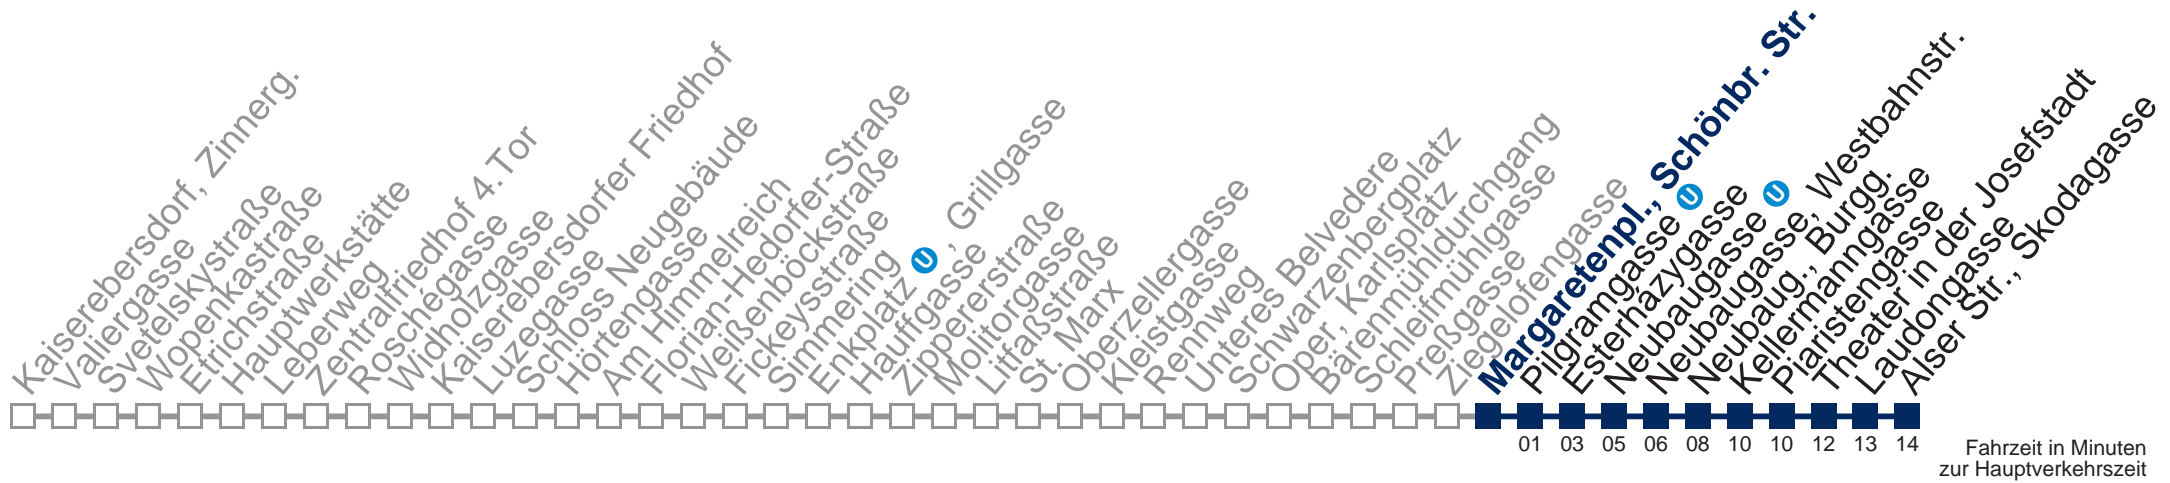 Kaiserebersdorf, Zinnerg.
Valiergasse
Svetelskystraße
Wopenkastraße
Etrichstraße
Hauptwerkstätte
Leberweg
Zentralfriedhof 4.Tor
Roschégasse
Widholzgasse
Kaiserebersdorfer Friedhof
Luzegasse
Schloss Neugebäude
Hörtengasse
Am Himmelreich
Florian-Hedorfer-Straße
Weißenböckstraße
Fickeysstraße
Simmering U
Enkplatz U, Grillgasse
Hauffgasse
Zippererstraße
Molitorgasse
Litfaßstraße
St. Marx
Oberzellergasse
Kleistgasse
Rennweg
Unteres Belvedere
Schwarzenbergplatz
Oper, Karlsplatz
Bärenmühldurchgang
Schleifmühlgasse
Preßgasse
Ziegelofengasse
Margaretenpl., Schönbr. Str.
Pilgramgasse U
Esterházygasse
Neubaugasse U
Neubaugasse, Westbahnstr.
Neubaug., Burgg.
Kellermanngasse
Piaristengasse
Theater in der Josefstadt
Laudongasse
Alser Str., Skodagasse
01 03 05 06 08 10 10 12 13 14
Fahrzeit in Minuten
zur Hauptverkehrszeit